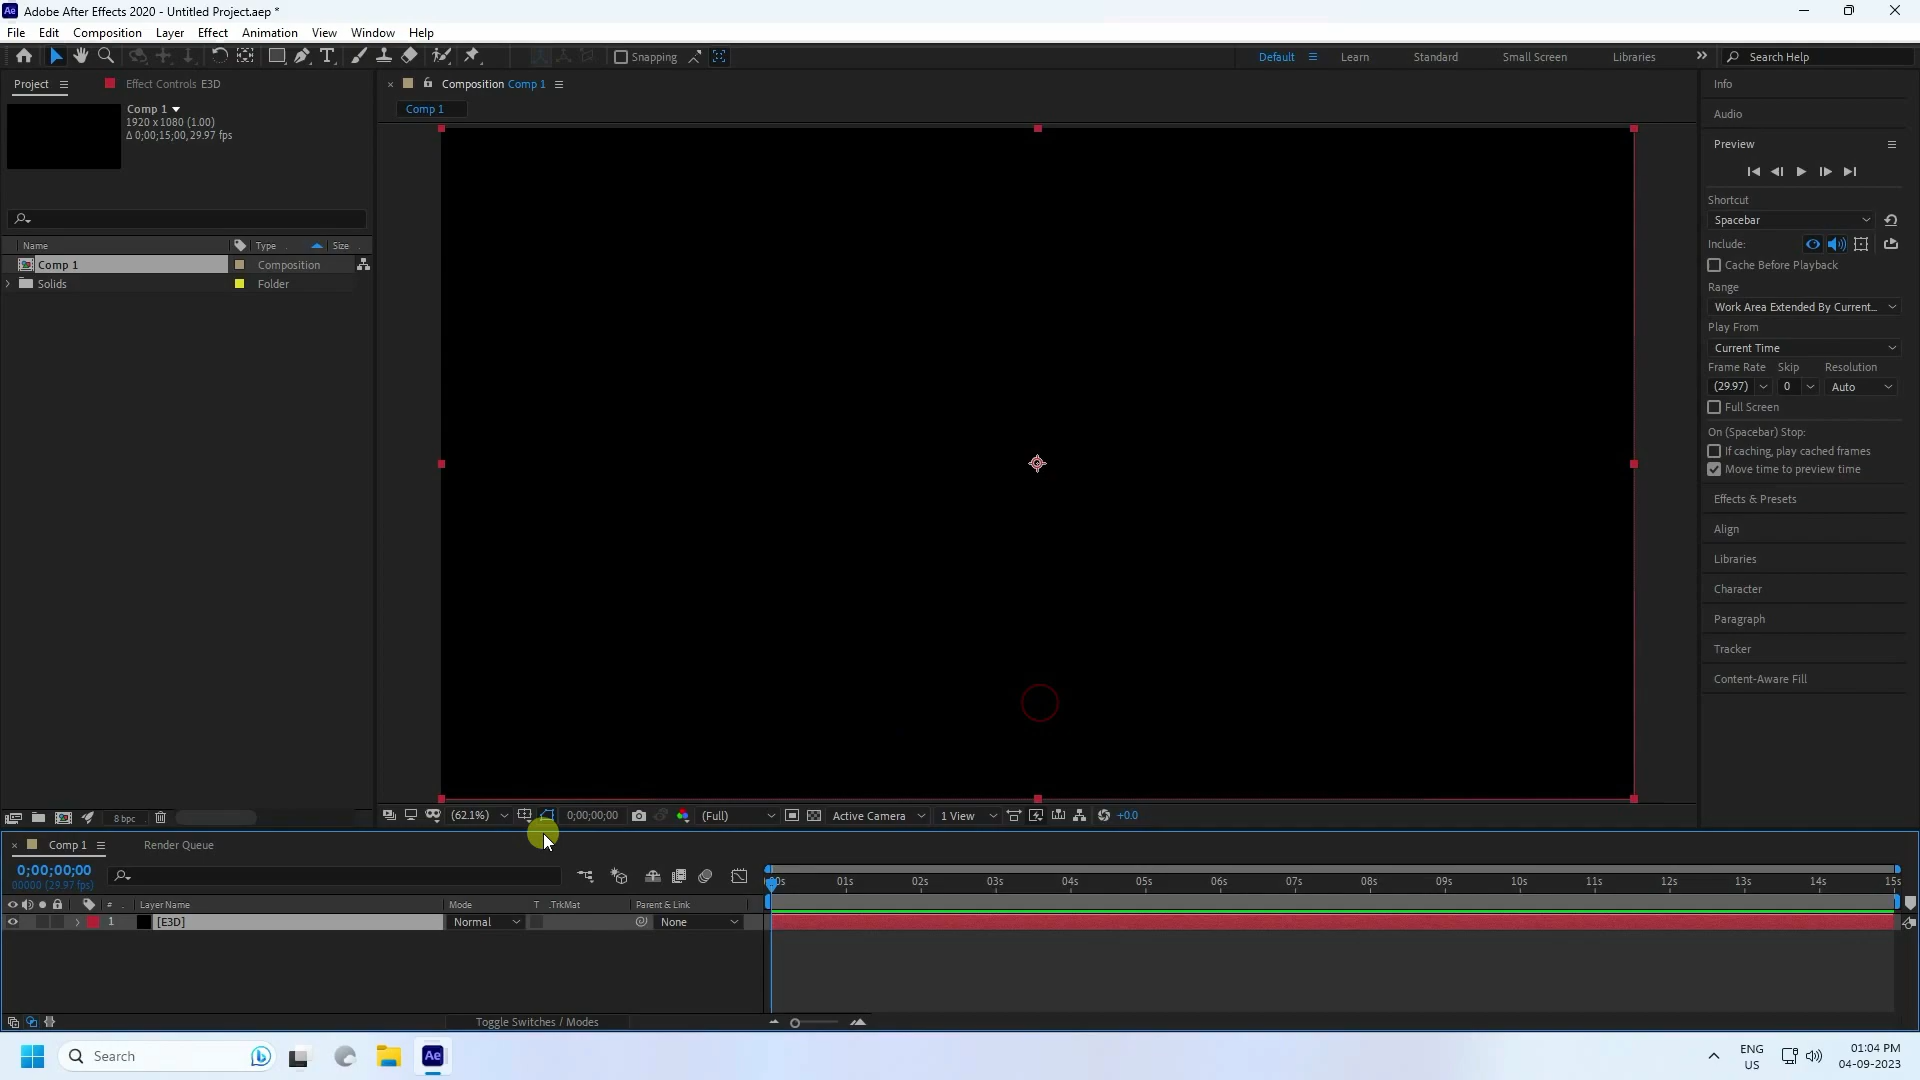 Ae Adobe After Effects 2020 - Untitled Project.aep *
File Edit Composition Layer Effect Animation View Window Help
Snapping Default Learn Standard Small Screen Libraries Search Help
Project Effect Controls E3D
Composition Comp 1
Comp 1
1920 x 1080 (1.00)
Δ 0;00;15;00, 29.97 fps
Comp 1
Name Type Size
Comp 1 Composition
Solids Folder
Info
Audio
Preview
Shortcut
Spacebar
Include:
Cache Before Playback
Range
Work Area Extended By Current...
Play From
Current Time
Frame Rate Skip Resolution
(29.97) 0 Auto
Full Screen
On (Spacebar) Stop:
If caching, play cached frames
Move time to preview time
Effects & Presets
Align
Libraries
Character
Paragraph
Tracker
Content-Aware Fill
8 bpc
(62.1%) 0;00;00;00 (Full) Active Camera 1 View +0.0
Comp 1 Render Queue
0;00;00;00
00000 (29.97 fps)
01s 02s 03s 04s 05s 06s 07s 08s 09s 10s 11s 12s 13s 14s 15s
# Layer Name Mode T .TrkMat Parent & Link
1 [E3D] Normal None
Toggle Switches / Modes
Search
Ae
ENG
US
01:04 PM
04-09-2023